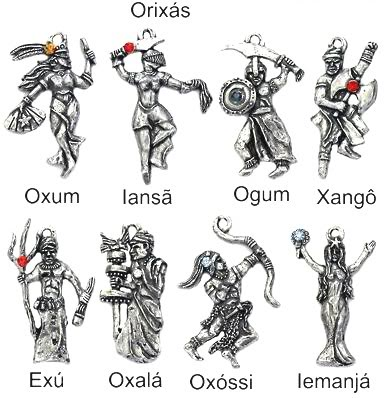 Orixás
Oxum Iansã Ogum Xangô
Exú Oxalá Oxóssi Iemanjá